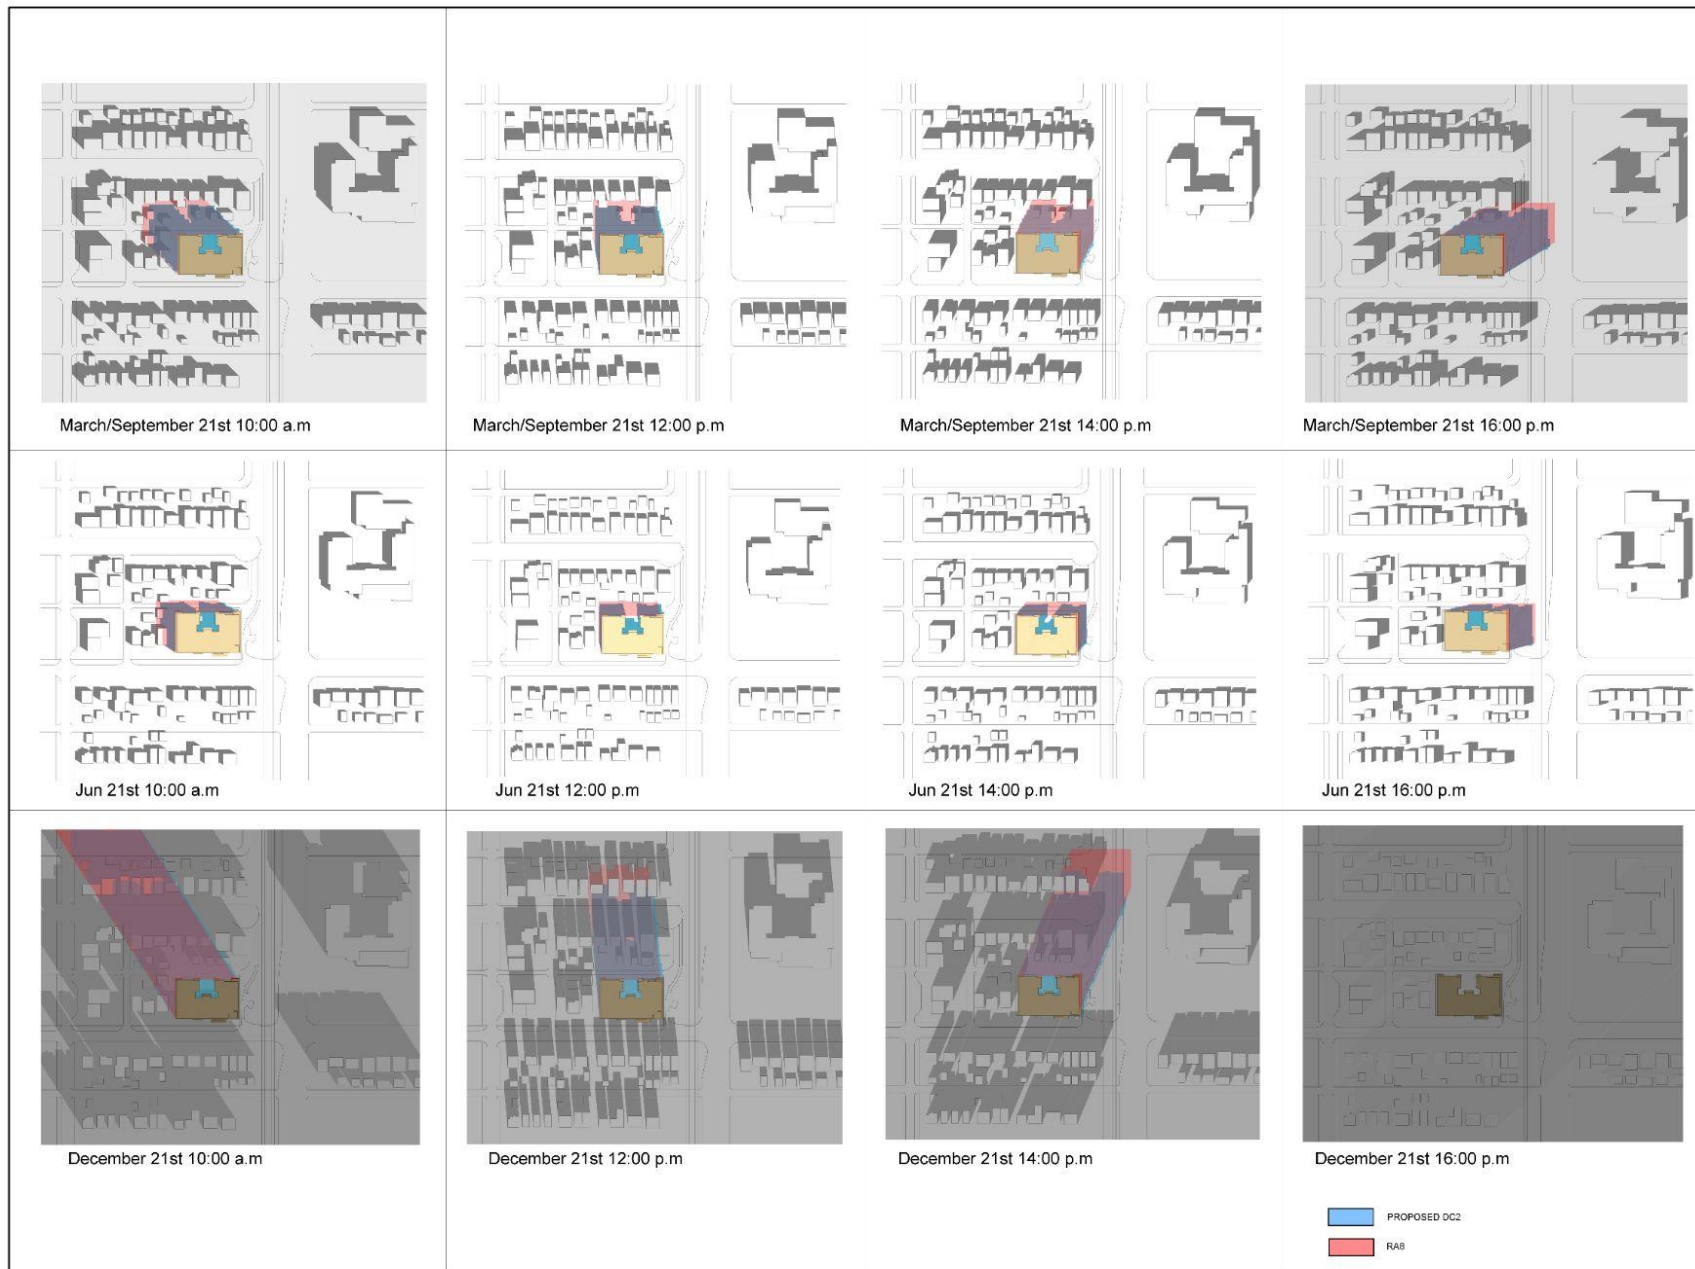 March/September 21st 10:00 a.m
March/September 21st 12:00 p.m
March/September 21st 14:00 p.m
March/September 21st 16:00 p.m
Jun 21st 10:00 a.m
Jun 21st 12:00 p.m
Jun 21st 14:00 p.m
Jun 21st 16:00 p.m
December 21st 10:00 a.m
December 21st 12:00 p.m
December 21st 14:00 p.m
December 21st 16:00 p.m
PROPOSED DC2
RA8